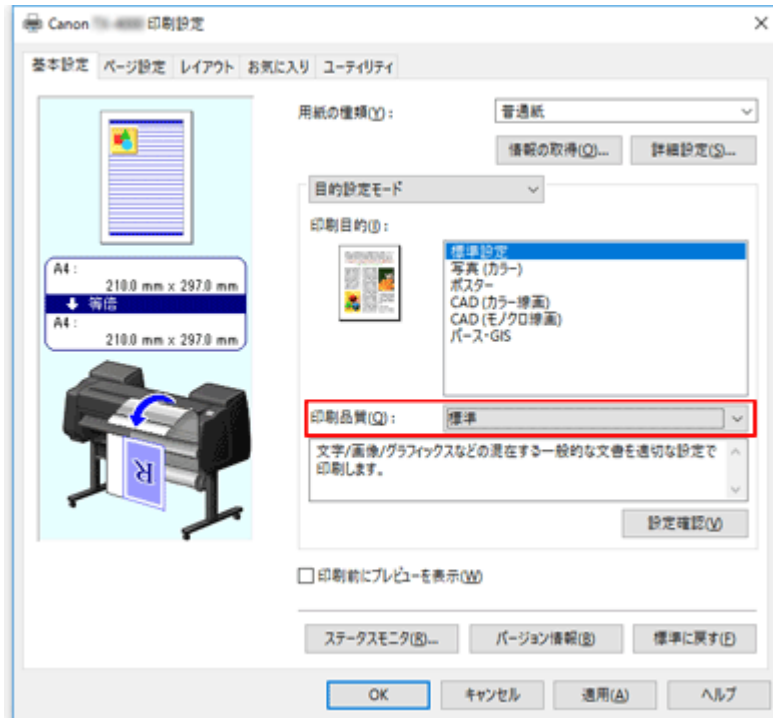 Canon 印刷設定
基本設定 ページ設定 レイアウト お気に入り ユーティリティ
用紙の種類(Y): 普通紙
情報の取得(O)... 詳細設定(S)...
目的設定モード
印刷目的(I):
標準設定
写真 (カラー)
ポスター
CAD (カラー線画)
CAD (モノクロ線画)
パース・GIS
A4 :
210.0 mm x 297.0 mm
等倍
A4 :
210.0 mm x 297.0 mm
R
印刷品質(Q): 標準
文字/画像/グラフィックスなどの混在する一般的な文書を適切な設定で
印刷します。
設定確認(V)
印刷前にプレビューを表示(W)
ステータスモニタ(R)... バージョン情報(B) 標準に戻す(F)
OK キャンセル 適用(A) ヘルプ